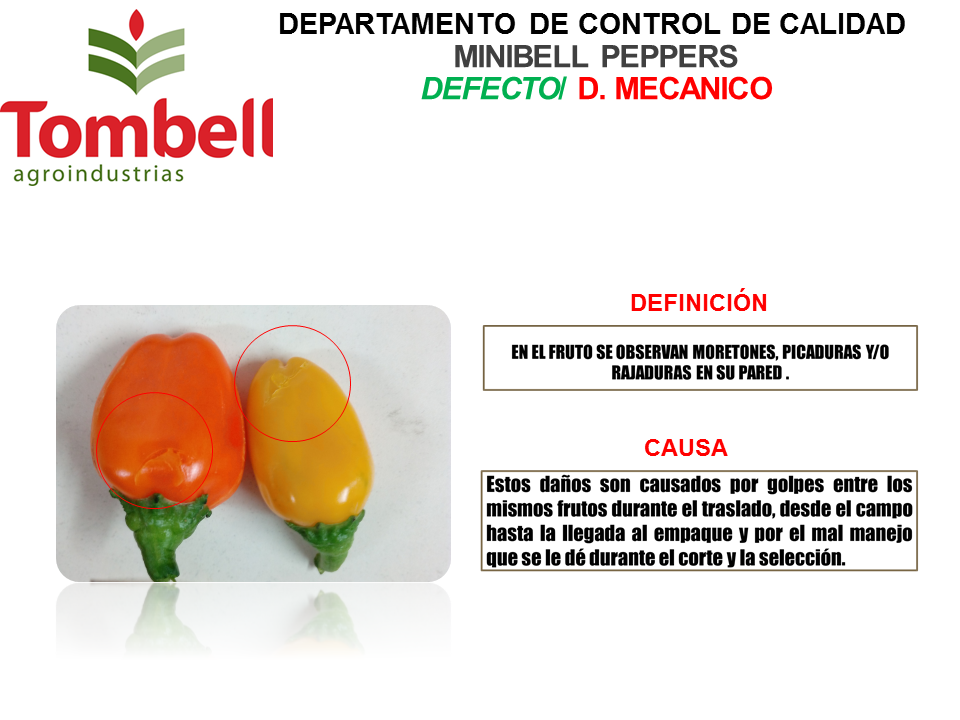 DEPARTAMENTO DE CONTROL DE CALIDAD
MINIBELL PEPPERS
DEFECTO/ D. MECANICO
Tombell
agroindustrias
DEFINICIÓN
EN EL FRUTO SE OBSERVAN MORETONES, PICADURAS Y/O
RAJADURAS EN SU PARED .
CAUSA
Estos daños son causados por golpes entre los
mismos frutos durante el traslado, desde el campo
hasta la llegada al empaque y por el mal manejo
que se le dé durante el corte y la selección.